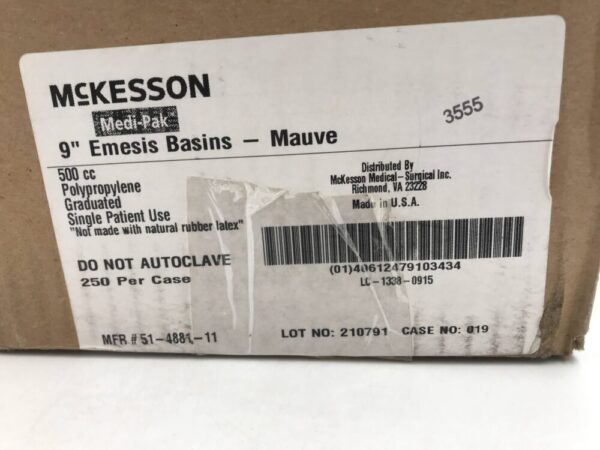 McKESSON
Medi-Pak
9" Emesis Basins – Mauve
3555
500 cc
Polypropylene
Graduated
Single Patient Use
"Not made with natural rubber latex"
DO NOT AUTOCLAVE
250 Per Case
MFR # 51-4881-11
Distributed By
McKesson Medical-Surgical Inc.
Richmond, VA 23228
Made in U.S.A.
(01)40612479103434
LC-1338-0915
LOT NO: 210791 CASE NO: 019